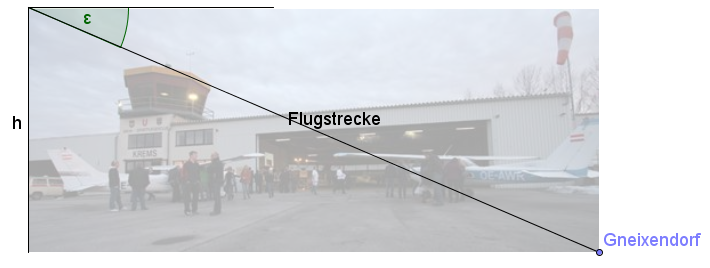 ε
h
Flugstrecke
KREMS
OE-AWR
Gneixendorf